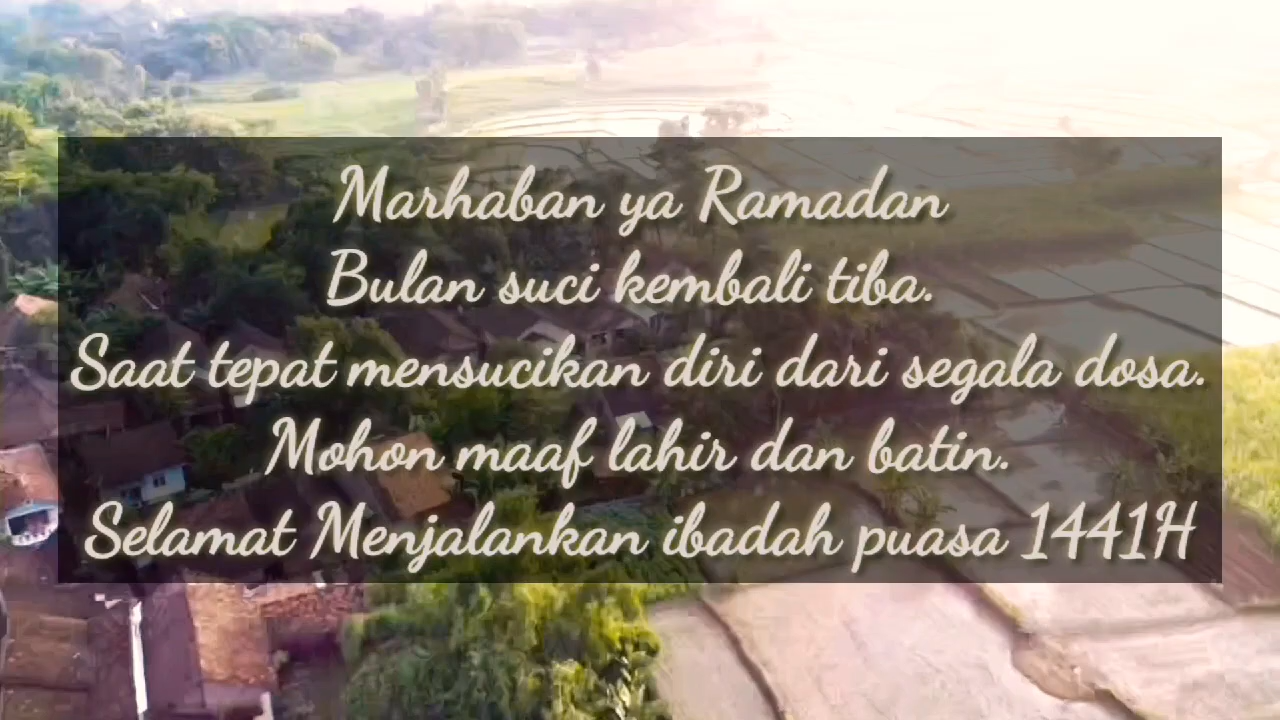 Marhaban ya Ramadan
Bulan suci kembali tiba.
Saat tepat mensucikan diri dari segala dosa.
Mohon maaf lahir dan batin.
Selamat Menjalankan ibadah puasa 1441H